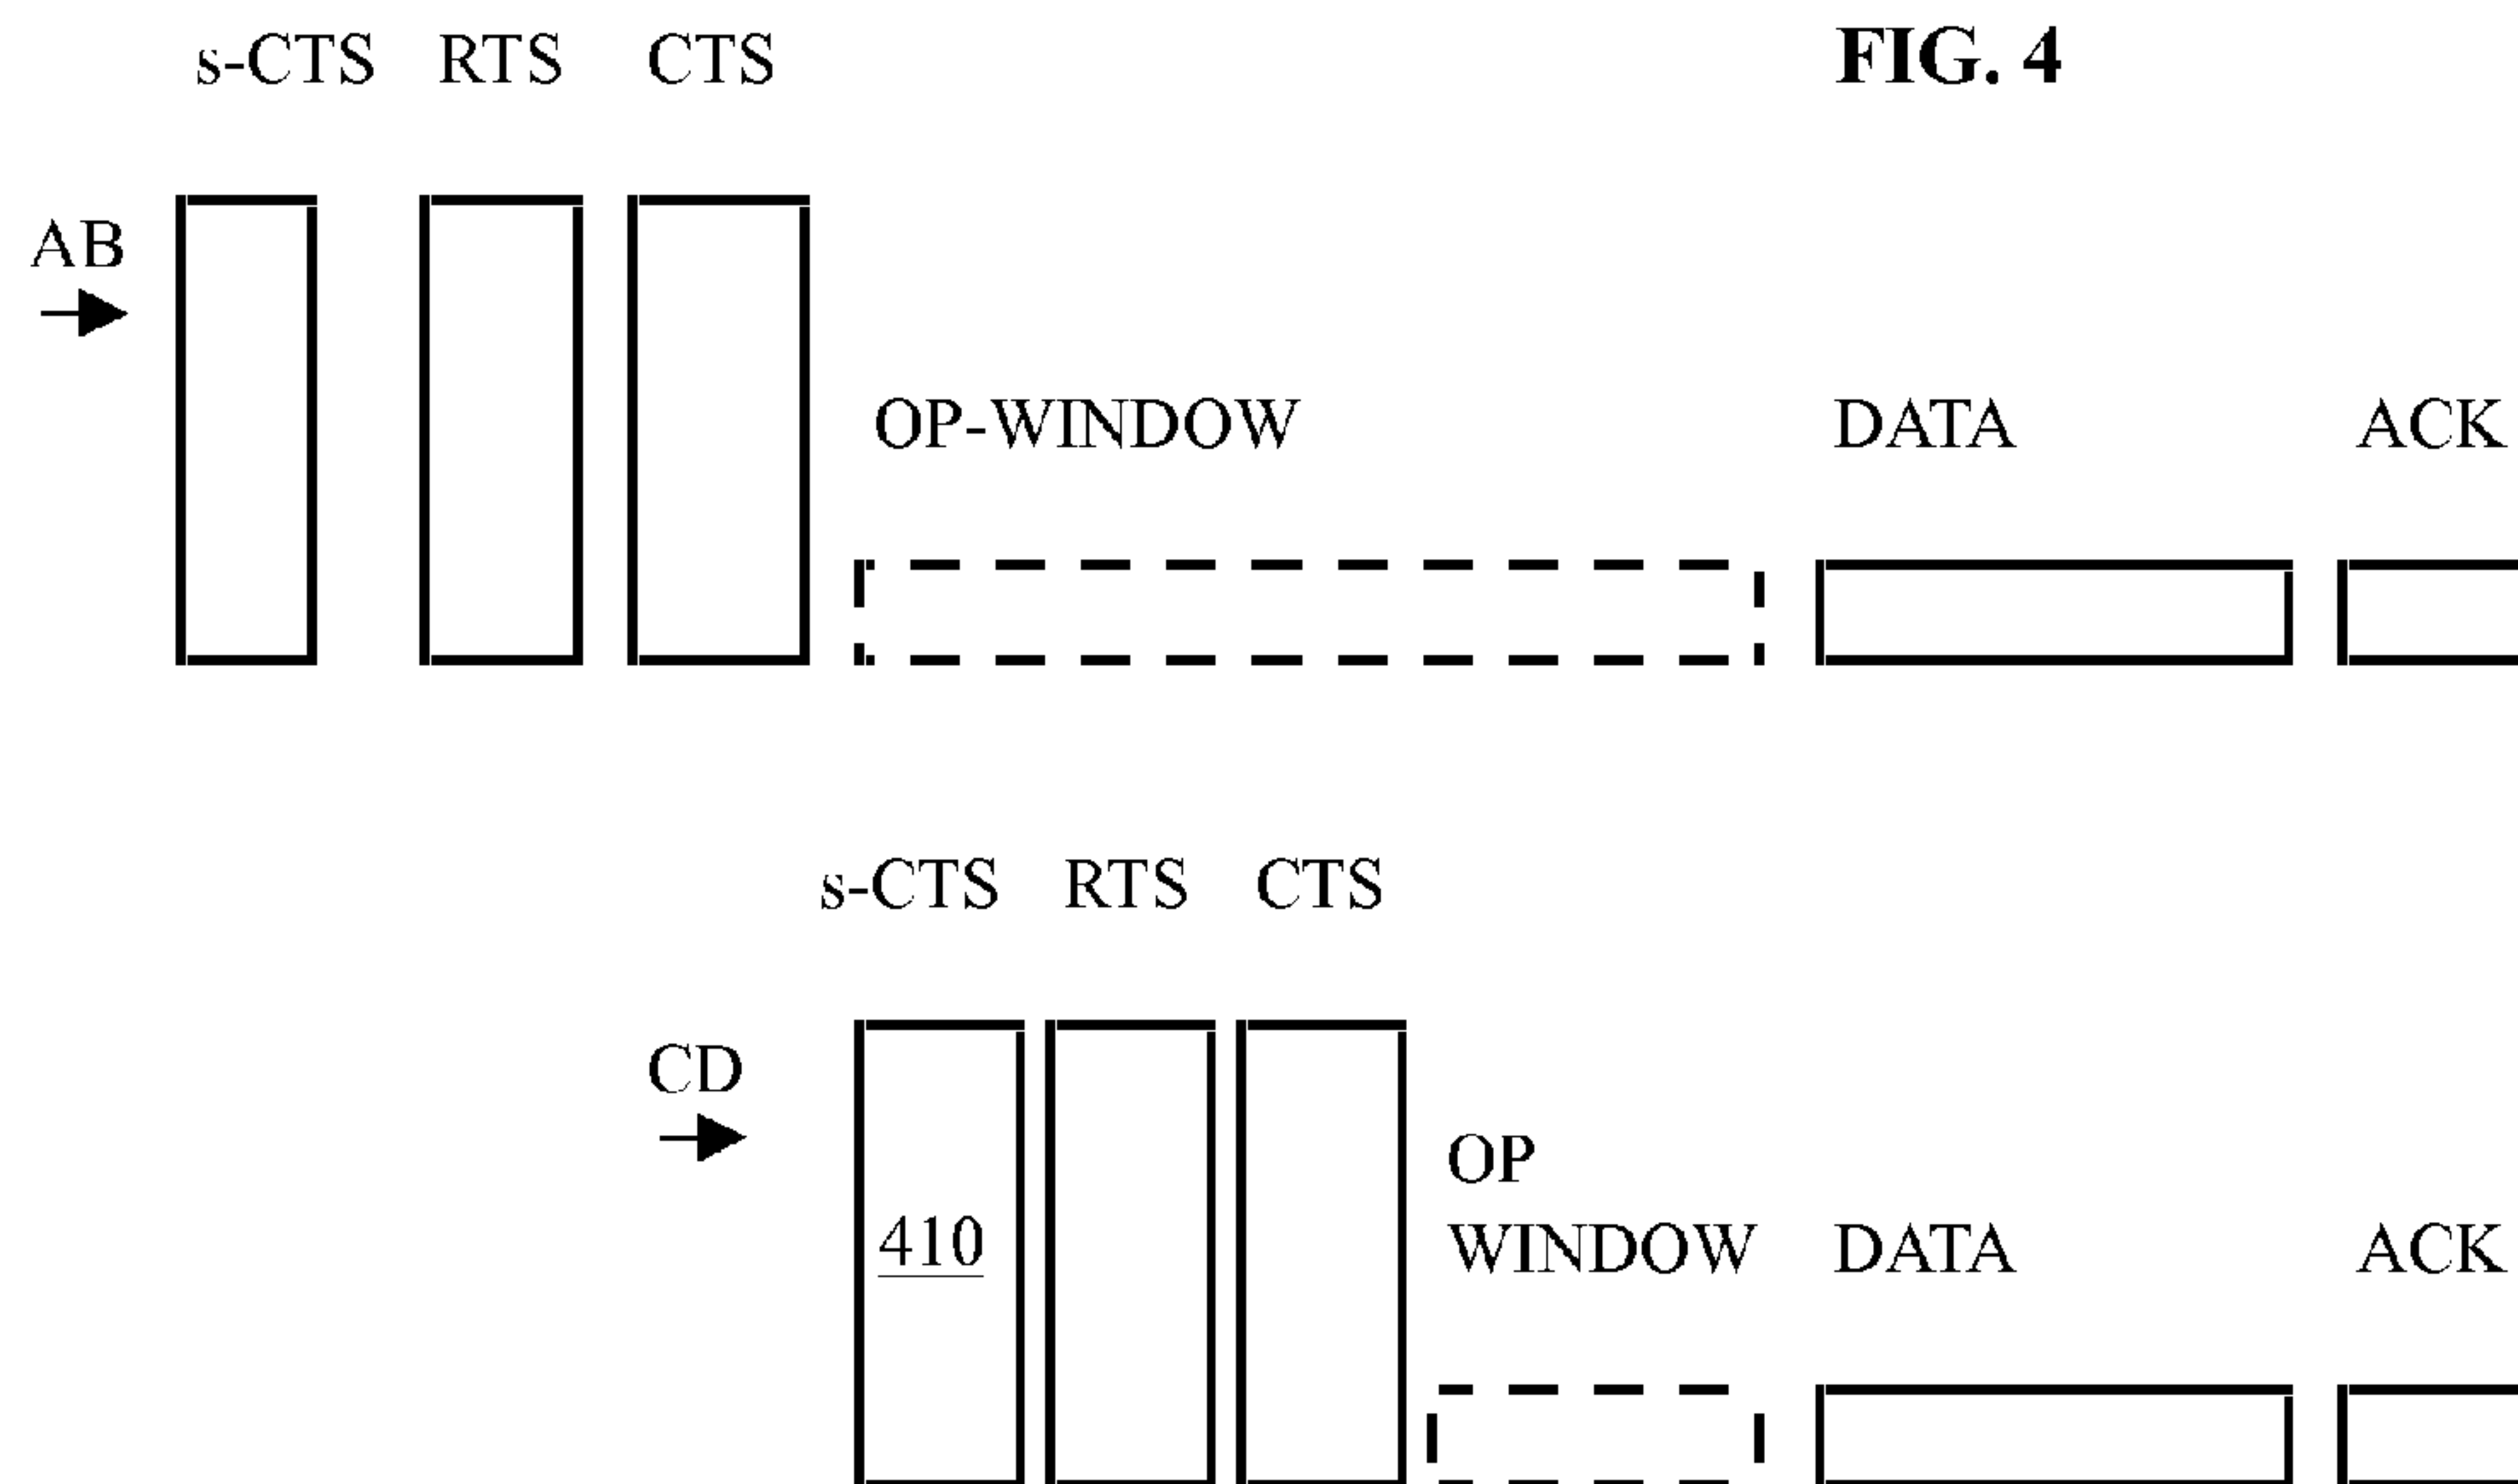 s-CTS RTS CTS
FIG. 4
AB
OP-WINDOW DATA ACK
s-CTS RTS CTS
CD
OP
410
WINDOW DATA ACK